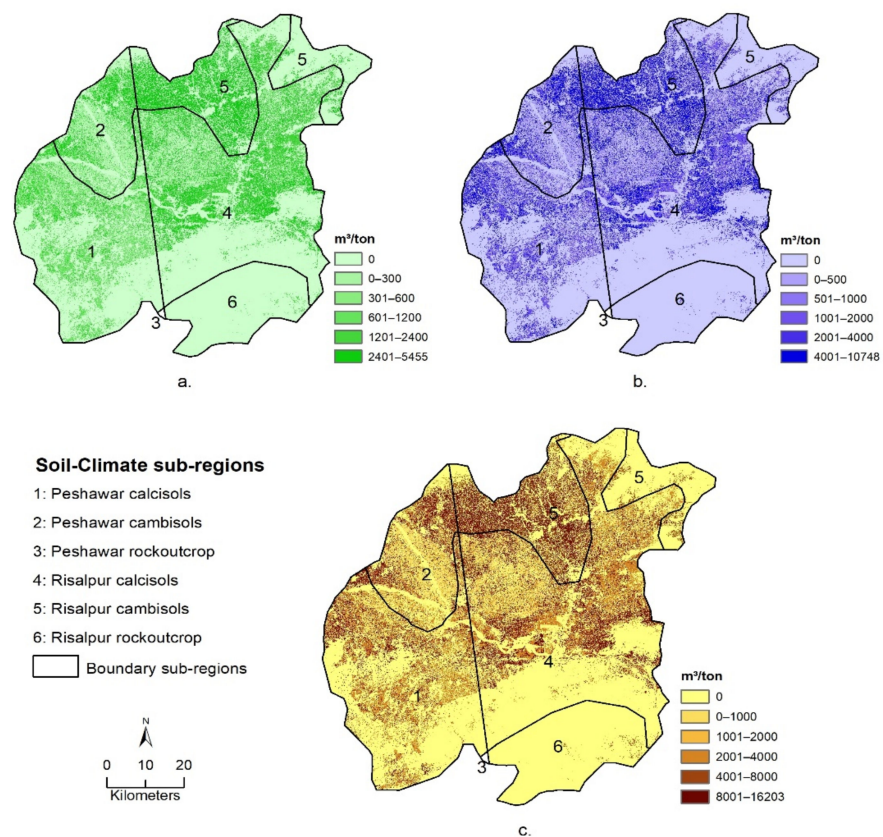 5
2
4
1
6
3
5
m³/ton
0
0–300
301–600
601–1200
1201–2400
2401–5455
a.
5
5
2
4
1
6
3
m³/ton
0
0–500
501–1000
1001–2000
2001–4000
4001–10748
b.
Soil-Climate sub-regions
1: Peshawar calcisols
2: Peshawar cambisols
3: Peshawar rockoutcrop
4: Risalpur calcisols
5: Risalpur cambisols
6: Risalpur rockoutcrop
Boundary sub-regions
N
0 10 20
Kilometers
5
5
2
4
1
6
3
m³/ton
0
0–1000
1001–2000
2001–4000
4001–8000
8001–16203
c.